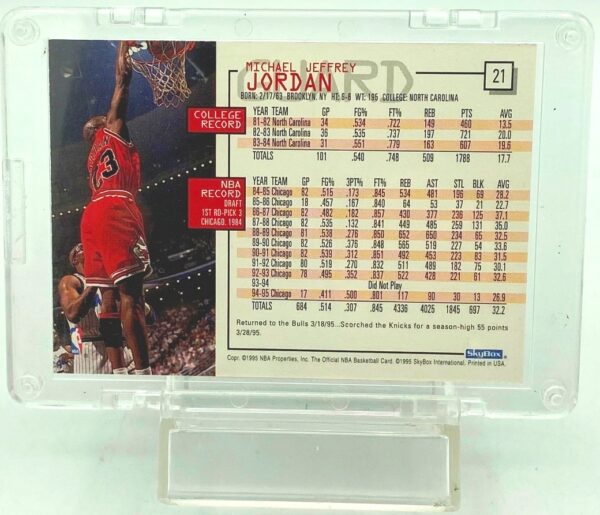 MICHAEL JEFFREY
JORDAN
GUARD
21
BORN: 2/17/63 BROOKLYN, NY HT: 6-6 WT: 195 COLLEGE: NORTH CAROLINA
COLLEGE
RECORD
YEAR TEAM GP FG% FT% REB PTS AVG
81-82 North Carolina 34 .534 .722 149 460 13.5
82-83 North Carolina 36 .535 .737 199 721 20.0
83-84 North Carolina 31 .551 .779 163 607 19.6
TOTALS 101 .540 .748 509 1788 17.7
NBA
RECORD
DRAFT
1ST RD-PICK 3
CHICAGO, 1984
YEAR TEAM GP FG% 3PT% FT% REB AST STL BLK AVG
84-85 Chicago 82 .515 .173 .845 534 481 196 69 28.2
85-86 Chicago 18 .457 .167 .840 64 53 37 21 22.7
86-87 Chicago 82 .482 .182 .857 430 377 236 125 37.1
87-88 Chicago 82 .535 .132 .841 449 485 259 131 35.0
88-89 Chicago 81 .538 .276 .850 652 650 234 65 32.5
89-90 Chicago 82 .526 .376 .848 565 519 227 54 33.6
90-91 Chicago 82 .539 .312 .851 492 453 223 83 31.5
91-92 Chicago 80 .519 .270 .832 511 489 182 75 30.1
92-93 Chicago 78 .495 .352 .837 522 428 221 61 32.6
93-94 Did Not Play
94-95 Chicago 17 .411 .500 .801 117 90 30 13 26.9
TOTALS 684 .514 .307 .845 4336 4025 1845 697 32.2
Returned to the Bulls 3/18/95...Scorched the Knicks for a season-high 55 points
3/28/95.
SkyBox
Copr. ©1995 NBA Properties, Inc. The Official NBA Basketball Card. ©1995 SkyBox International. Printed in USA.
23